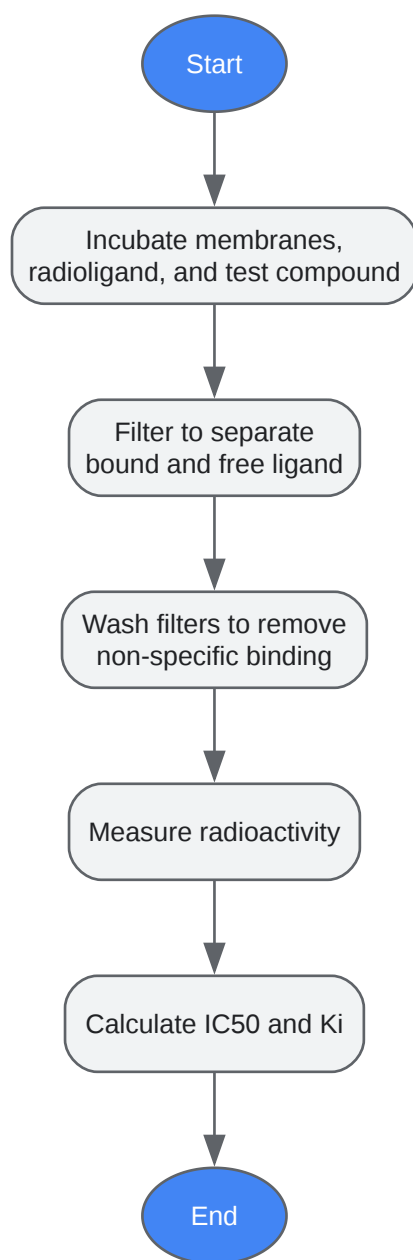 Start
Incubate membranes,
radioligand, and test compound
Filter to separate
bound and free ligand
Wash filters to remove
non-specific binding
Measure radioactivity
Calculate IC50 and Ki
End